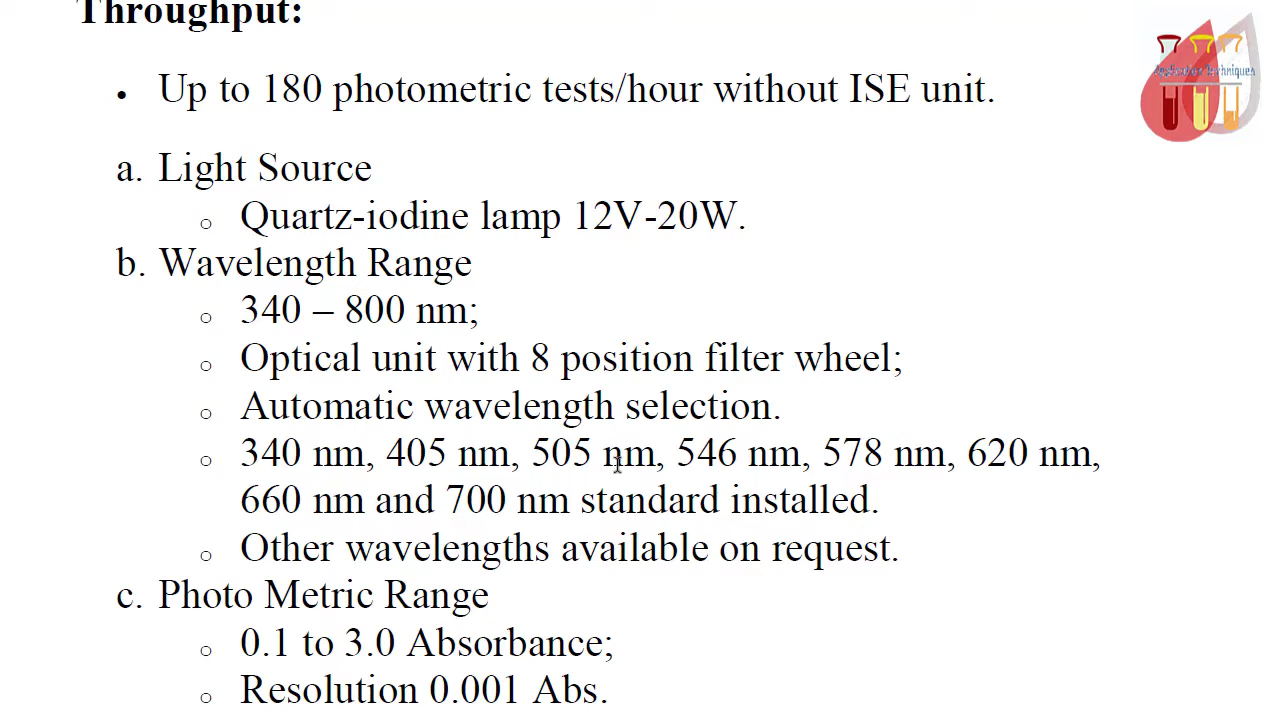 Throughput:
• Up to 180 photometric tests/hour without ISE unit.
a. Light Source
o Quartz-iodine lamp 12V-20W.
b. Wavelength Range
o 340 – 800 nm;
o Optical unit with 8 position filter wheel;
o Automatic wavelength selection.
o 340 nm, 405 nm, 505 nm, 546 nm, 578 nm, 620 nm,
660 nm and 700 nm standard installed.
o Other wavelengths available on request.
c. Photo Metric Range
o 0.1 to 3.0 Absorbance;
o Resolution 0.001 Abs.
Techniques